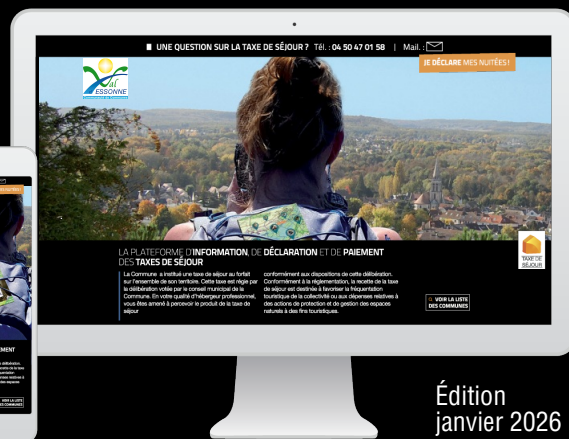 UNE QUESTION SUR LA TAXE DE SÉJOUR ? Tél. : 04 50 47 01 58 | Mail. :
JE DÉCLARE MES NUITÉES !
Val
ESSONNE
LA PLATEFORME D'INFORMATION, DE DÉCLARATION ET DE PAIEMENT
DES TAXES DE SÉJOUR
La Commune a institué une taxe de séjour au forfait
sur l'ensemble de son territoire. Cette taxe est régie par
la délibération votée par le conseil municipal de la
Commune. En votre qualité d'hébergeur professionnel,
vous êtes amené à percevoir le produit de la taxe de
séjour
conformément aux dispositions de cette délibération.
Conformément à la réglementation, la recette de la taxe
de séjour est destinée à favoriser la fréquentation
touristique de la collectivité ou aux dépenses relatives à
des actions de protection et de gestion des espaces
naturels à des fins touristiques.
TAXE DE
SÉJOUR
VOIR LA LISTE
DES COMMUNES
VOIR LA LISTE
DES COMMUNES
Édition
janvier 2026